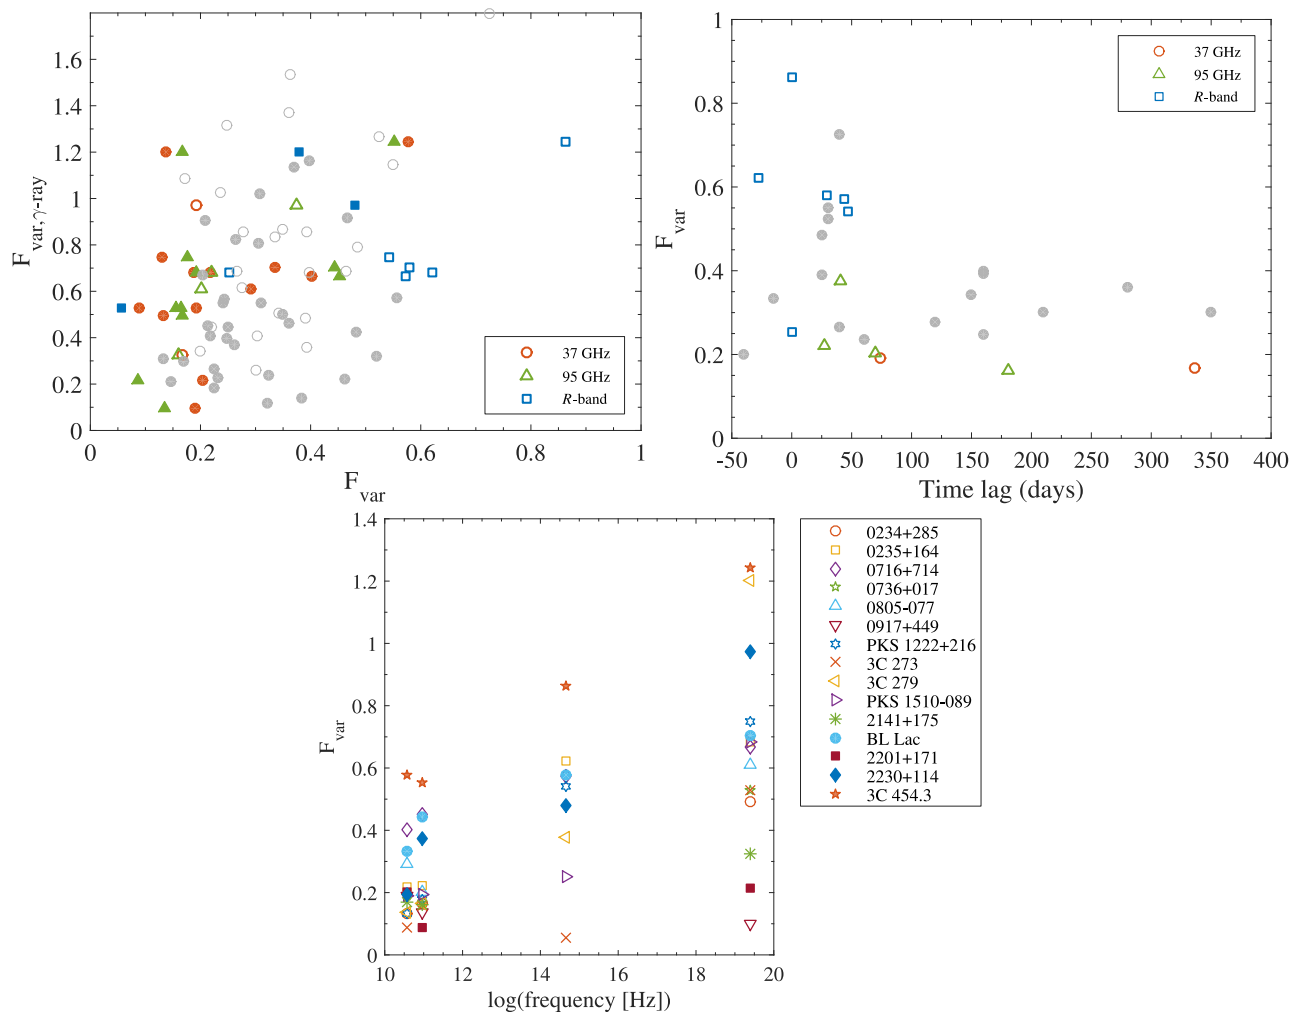 1.6
1.4
1.2
1
0.8
0.6
0.4
0.2
0
F var,γ-ray
0 0.2 0.4 0.6 0.8 1
F var
37 GHz
95 GHz
R-band
1
0.8
0.6
0.4
0.2
0
F var
-50 0 50 100 150 200 250 300 350 400
Time lag (days)
37 GHz
95 GHz
R-band
1.4
1.2
1
0.8
0.6
0.4
0.2
0
F var
10 12 14 16 18 20
log(frequency [Hz])
0234+285
0235+164
0716+714
0736+017
0805-077
0917+449
PKS 1222+216
3C 273
3C 279
PKS 1510-089
2141+175
BL Lac
2201+171
2230+114
3C 454.3